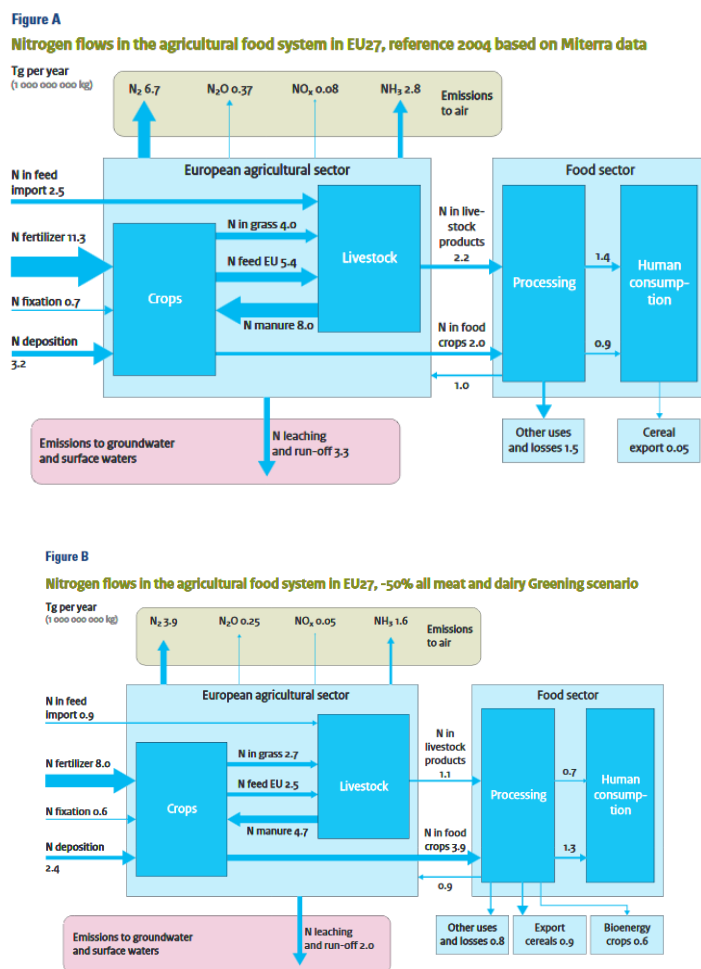 Figure A
Nitrogen flows in the agricultural food system in EU27, reference 2004 based on Miterra data
Tg per year
(1 000 000 000 kg)
N₂ 6.7
N₂O 0.37
NOₓ 0.08
NH₃ 2.8
Emissions
to air
European agricultural sector
Food sector
N in feed
import 2.5
N fertilizer 11.3
N fixation 0.7
N deposition
3.2
Crops
N in grass 4.0
N feed EU 5.4
N manure 8.0
Livestock
N in live-
stock
products
2.2
N in food
crops 2.0
1.0
Processing
1.4
0.9
Human
consump-
tion
Emissions to groundwater
and surface waters
N leaching
and run-off 3.3
Other uses
and losses 1.5
Cereal
export 0.05
Figure B
Nitrogen flows in the agricultural food system in EU27, -50% all meat and dairy Greening scenario
Tg per year
(1 000 000 000 kg)
N₂ 3.9
N₂O 0.25
NOₓ 0.05
NH₃ 1.6
Emissions
to air
European agricultural sector
Food sector
N in feed
import 0.9
N fertilizer 8.0
N fixation 0.6
N deposition
2.4
Crops
N in grass 2.7
N feed EU 2.5
N manure 4.7
Livestock
N in
livestock
products
1.1
N in food
crops 3.9
0.9
Processing
0.7
1.3
Human
consump-
tion
Emissions to groundwater
and surface waters
N leaching
and run-off 2.0
Other uses
and losses 0.8
Export
cereals 0.9
Bioenergy
crops 0.6